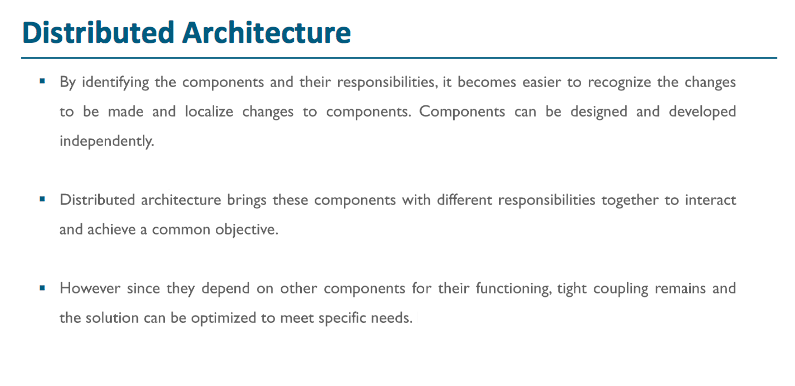 Distributed Architecture
▪ By identifying the components and their responsibilities, it becomes easier to recognize the changes
to be made and localize changes to components. Components can be designed and developed
independently.
▪ Distributed architecture brings these components with different responsibilities together to interact
and achieve a common objective.
▪ However since they depend on other components for their functioning, tight coupling remains and
the solution can be optimized to meet specific needs.